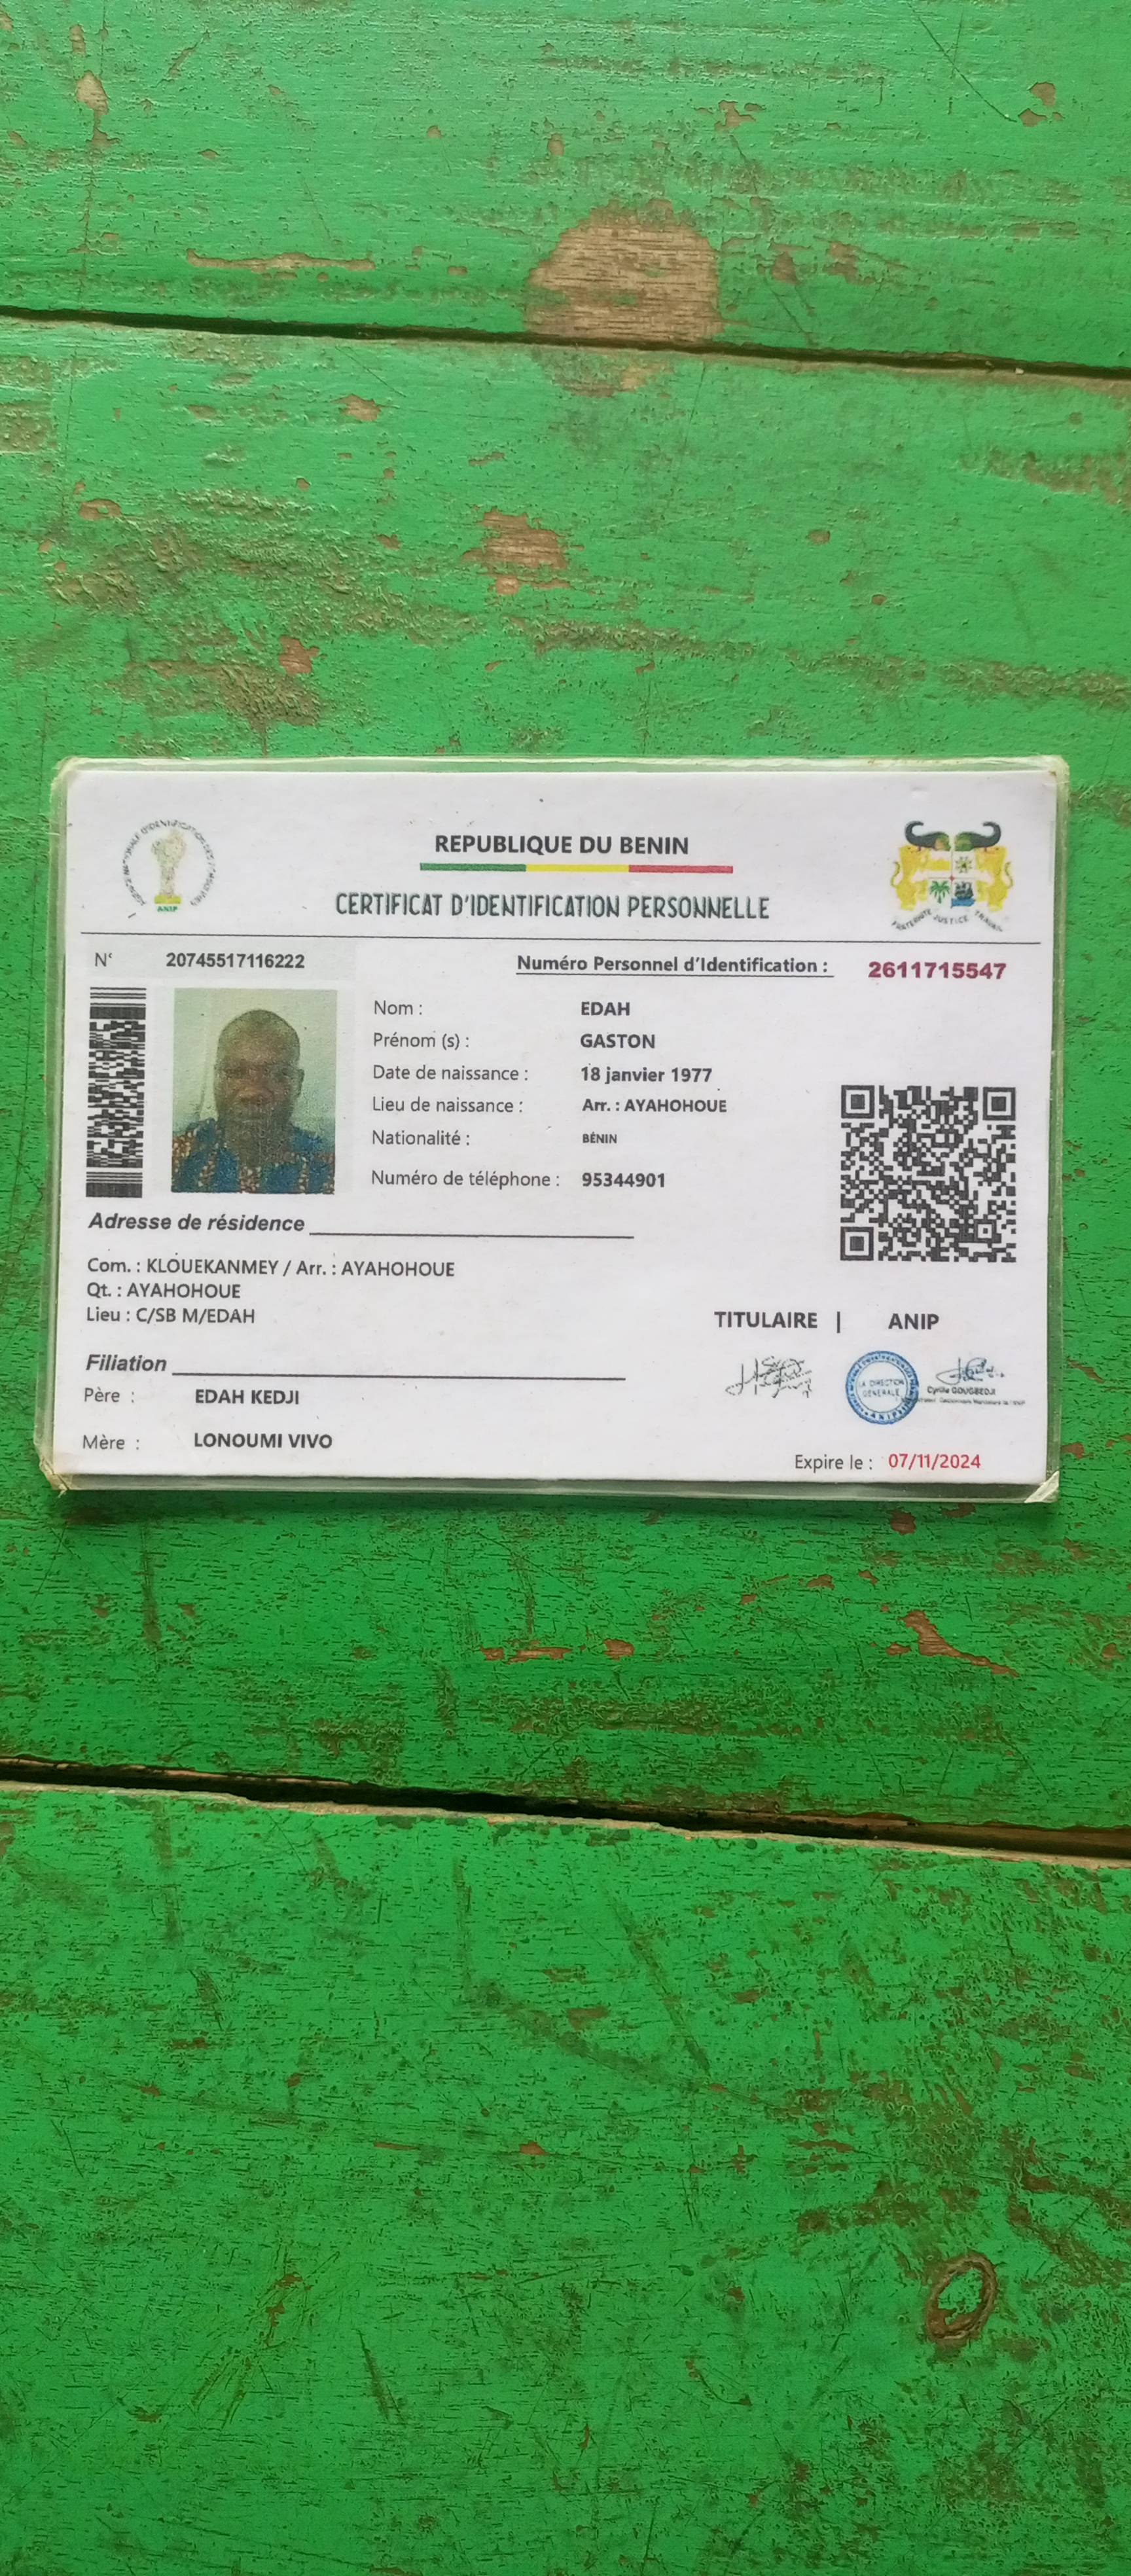 REPUBLIQUE DU BENIN
CERTIFICAT D'IDENTIFICATION PERSONNELLE
ANIP
FRATERNITE JUSTICE TRAVAIL
N° 20745517116222
Numéro Personnel d'Identification : 2611715547
Nom : EDAH
Prénom (s) : GASTON
Date de naissance : 18 janvier 1977
Lieu de naissance : Arr. : AYAHOHOUE
Nationalité : BÉNIN
Numéro de téléphone : 95344901
Adresse de résidence
Com. : KLOUEKANMEY / Arr. : AYAHOHOUE
Qt. : AYAHOHOUE
Lieu : C/SB M/EDAH
TITULAIRE | ANIP
Filiation
Père : EDAH KEDJI
Mère : LONOUMI VIVO
LA DIRECTION
GENERALE
ANIP
Cyrille GOUGBEDJI
Expire le : 07/11/2024